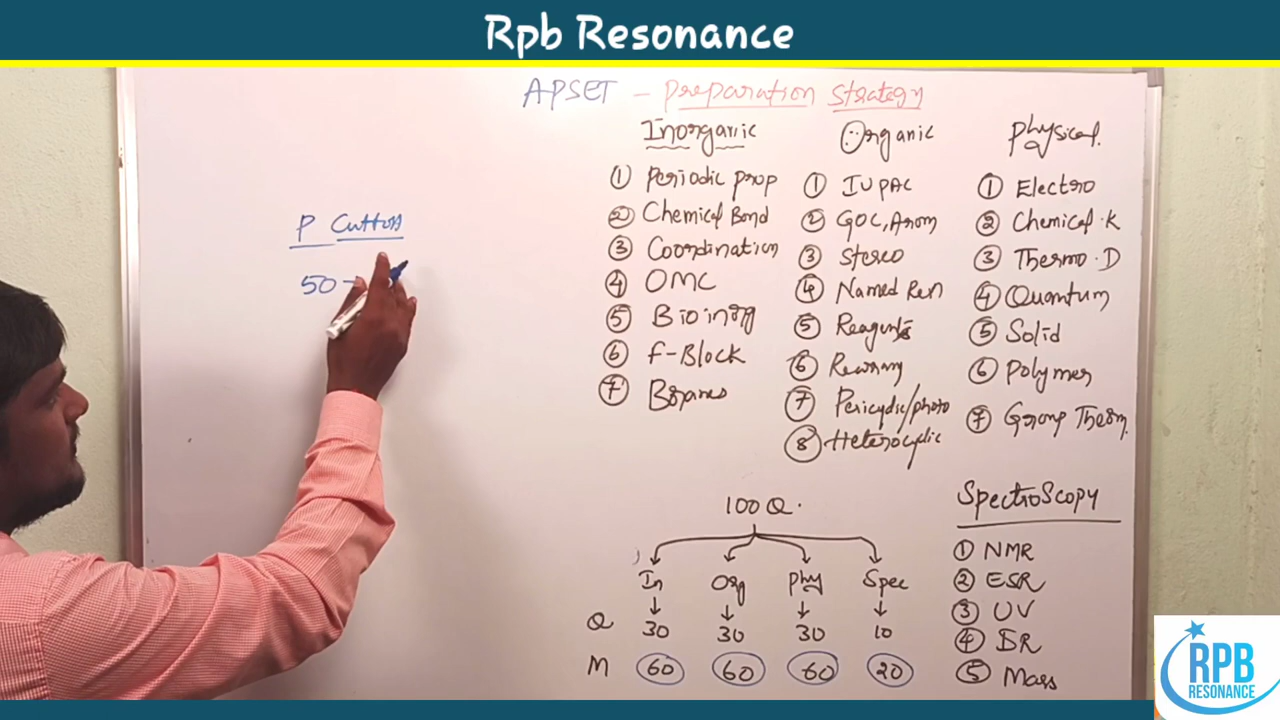 Rpb Resonance
APSET - Preparation Strategy
P Cuttoff
50 -
Inorganic
① Periodic prop
② Chemical Bond
③ Coordination
④ OMC
⑤ Bioinorg
⑥ f-Block
⑦ Boranes
Organic
① IUPAC
② GOC, Arom
③ Stereo
④ Named Rxn
⑤ Reagents
⑥ Rearrang
⑦ Pericyclic/photo
⑧ Heterocyclic
Physical.
① Electro
② Chemical.K
③ Thermo.D
④ Quantum
⑤ Solid
⑥ Polymer
⑦ Group Theory
100 Q.
In Org Phy Spec
Q 30 30 30 10
M 60 60 60 20
SpectroScopy
① NMR
② ESR
③ UV
④ IR
⑤ Mass
RPB
RESONANCE